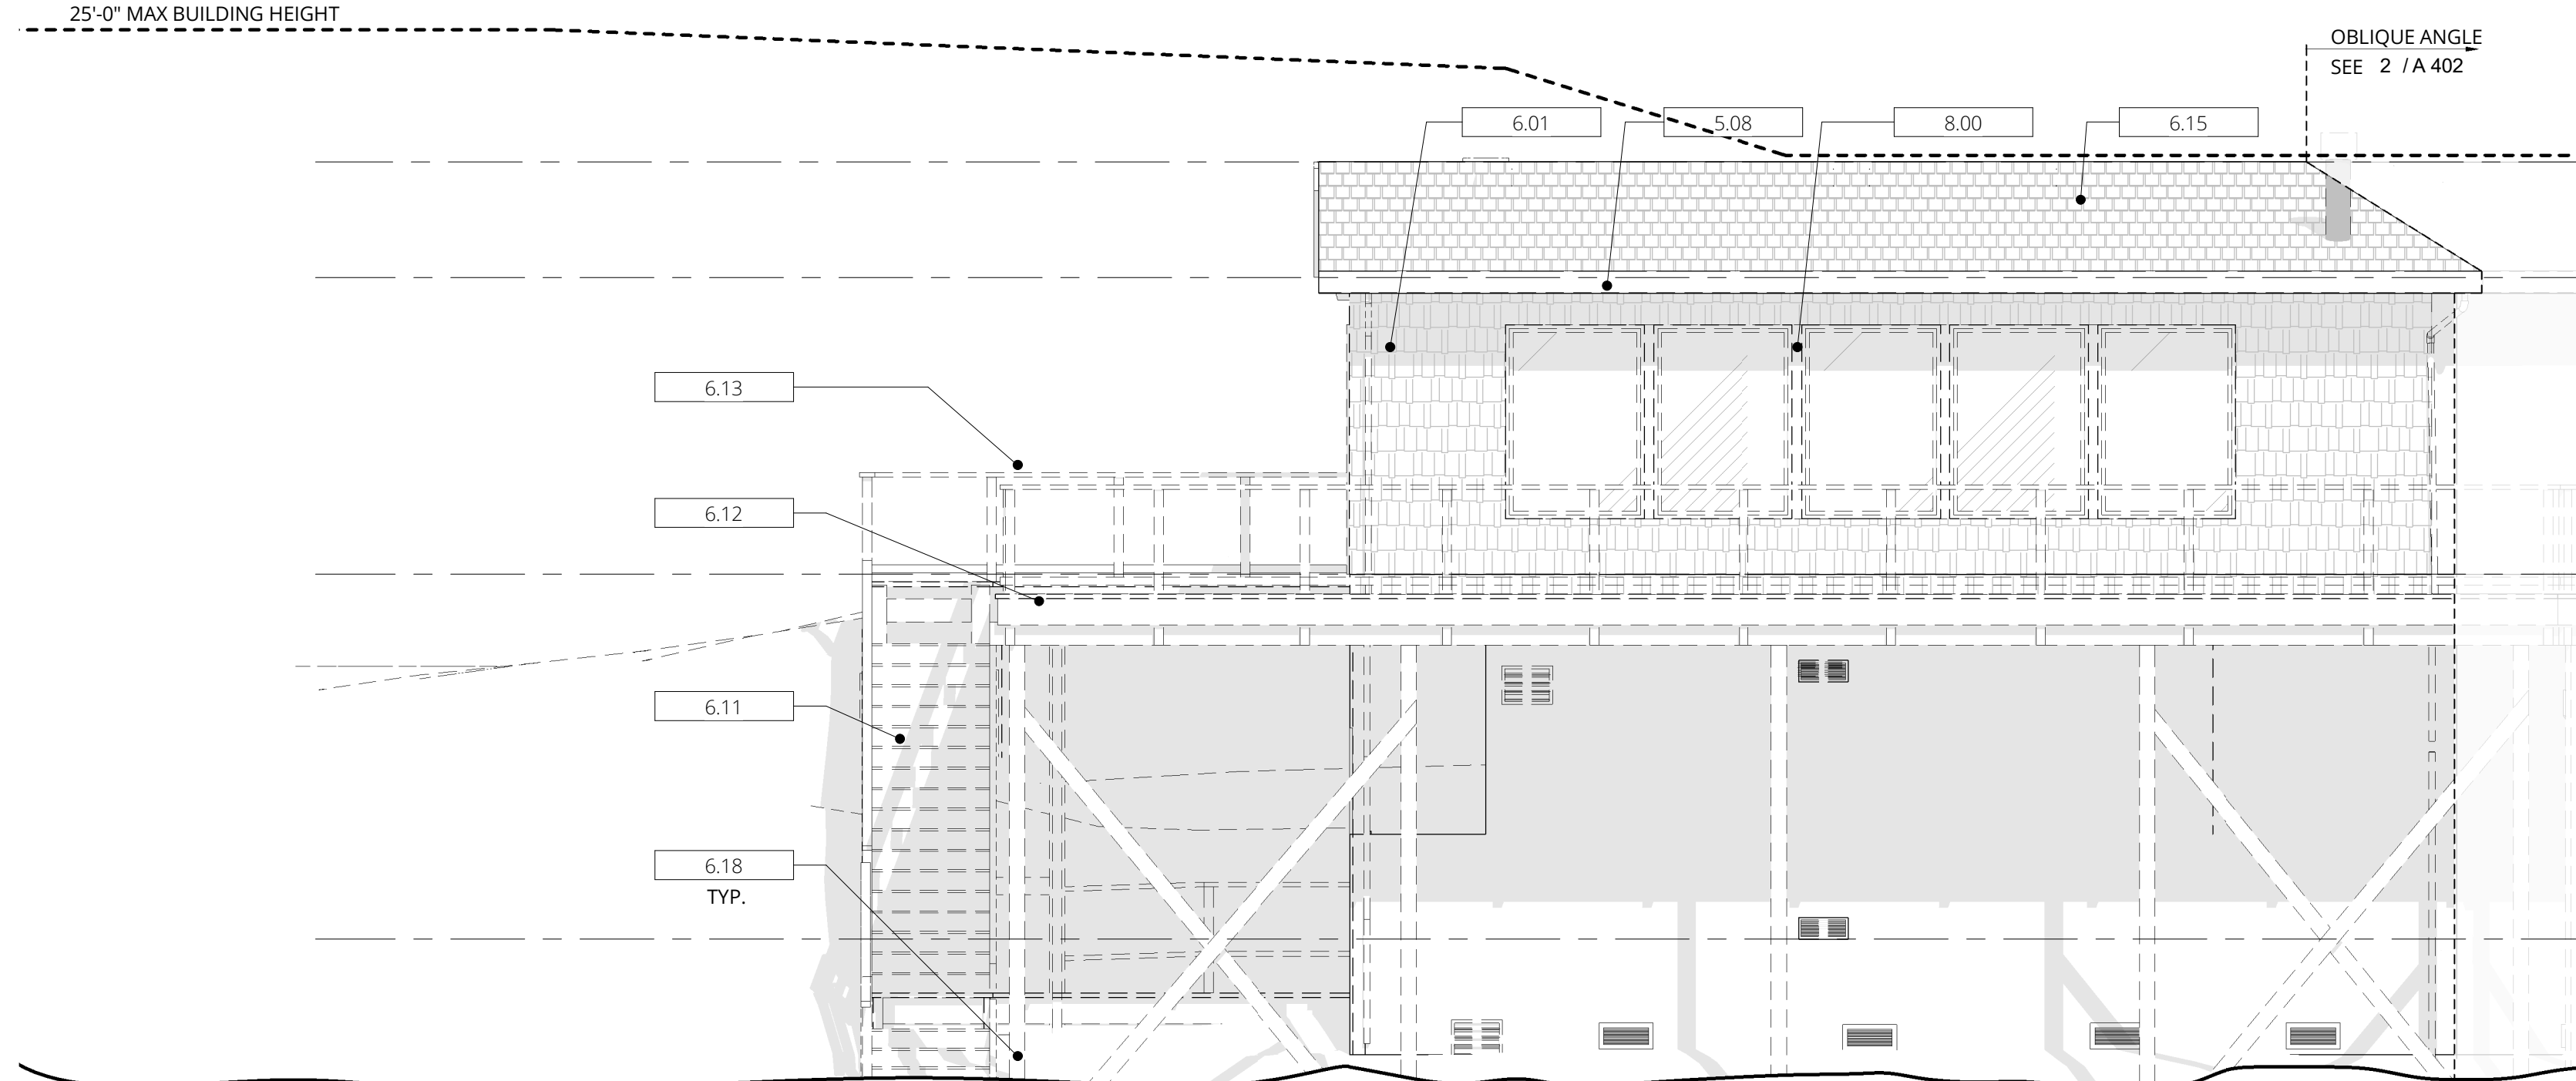 25'-0" MAX BUILDING HEIGHT
OBLIQUE ANGLE
SEE 2 / A 402
6.01
5.08
8.00
6.15
6.13
6.12
6.11
6.18
TYP.